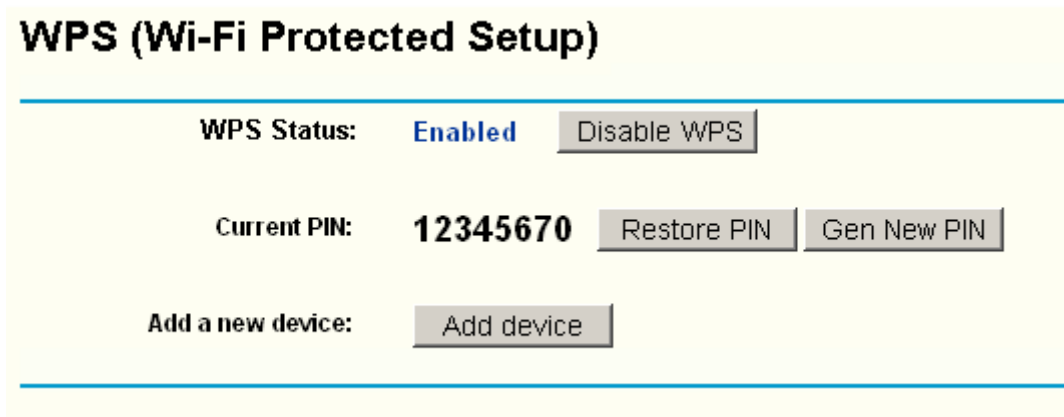 WPS (Wi-Fi Protected Setup)
WPS Status: Enabled Disable WPS
Current PIN: 12345670 Restore PIN Gen New PIN
Add a new device: Add device